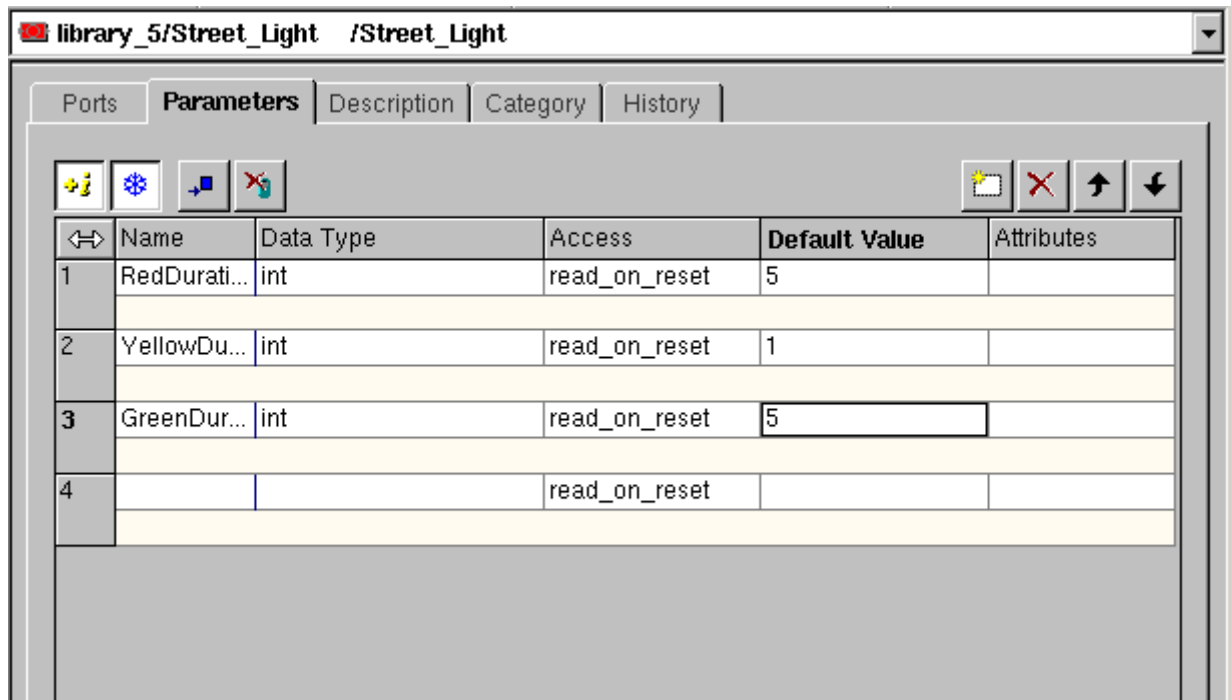 library_5/Street_Light /Street_Light
Ports Parameters Description Category History
Name Data Type Access Default Value Attributes
1 RedDurati... int read_on_reset 5
2 YellowDu... int read_on_reset 1
3 GreenDur... int read_on_reset 5
4 read_on_reset